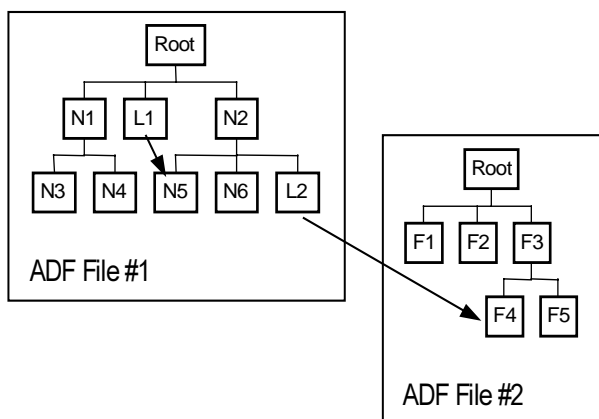 Root
N1 L1 N2
N3 N4 N5 N6 L2
ADF File #1
Root
F1 F2 F3
F4 F5
ADF File #2